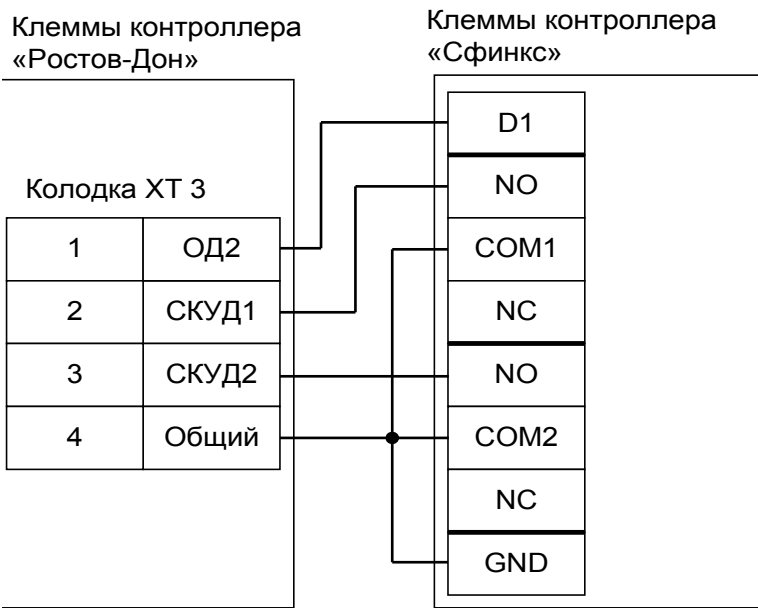 Клеммы контроллера
«Ростов-Дон»
Клеммы контроллера
«Сфинкс»
Колодка XT 3
1 ОД2
2 СКУД1
3 СКУД2
4 Общий
D1
NO
COM1
NC
NO
COM2
NC
GND